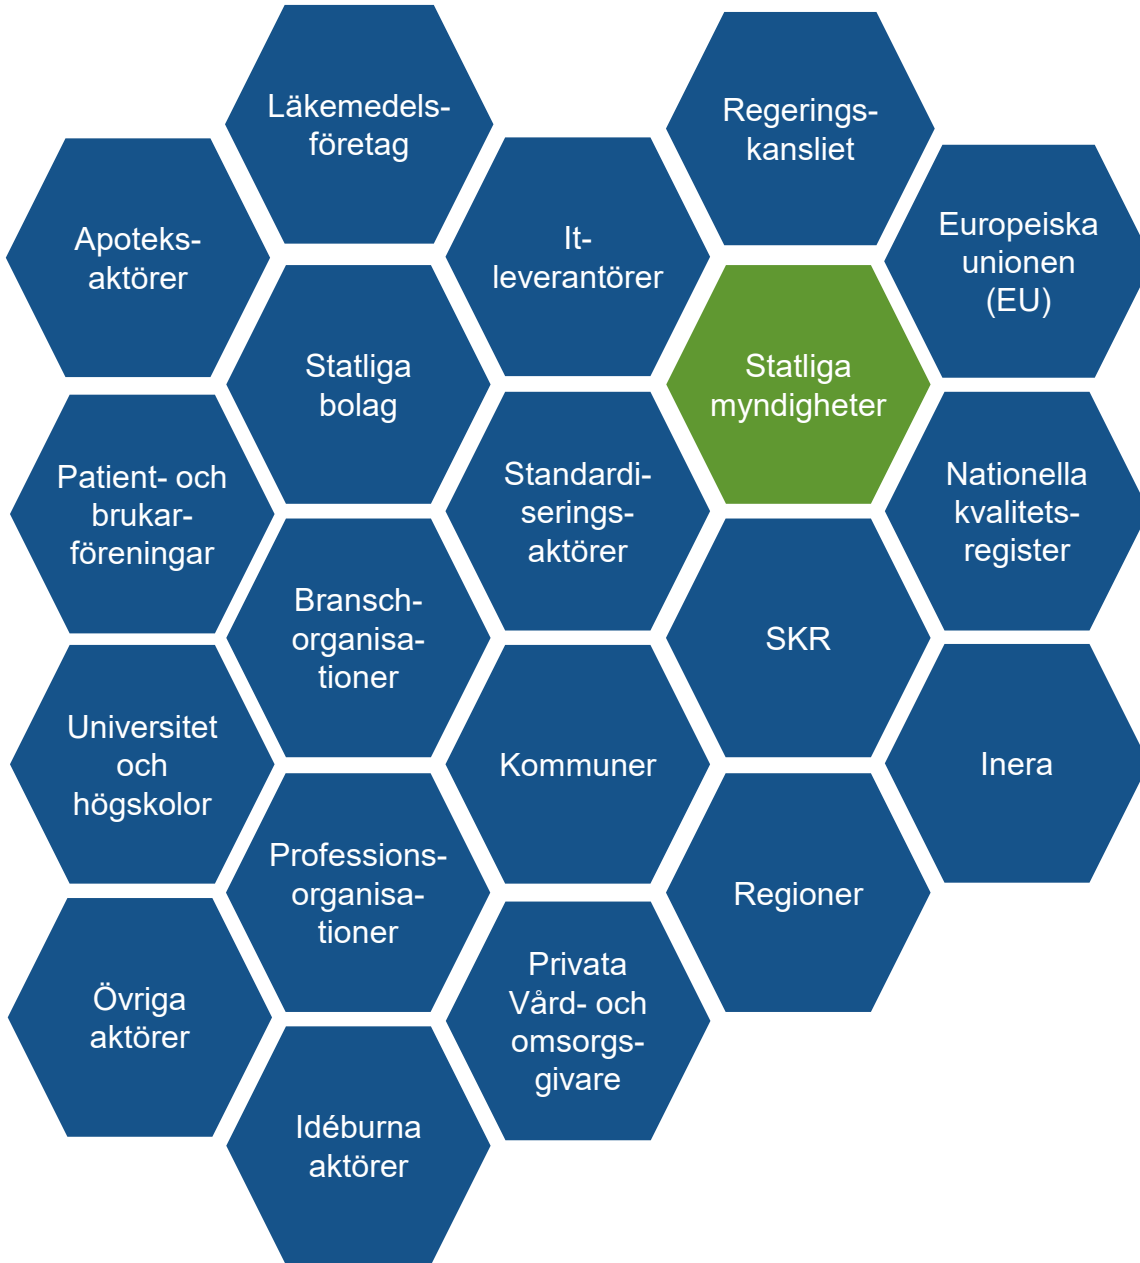 Läkemedels-
företag
Regerings-
kansliet
Apoteks-
aktörer
It-
leverantörer
Europeiska
unionen
(EU)
Statliga
bolag
Statliga
myndigheter
Patient- och
brukar-
föreningar
Standardi-
serings-
aktörer
Nationella
kvalitets-
register
Bransch-
organisa-
tioner
SKR
Universitet
och
högskolor
Kommuner
Inera
Professions-
organisa-
tioner
Regioner
Övriga
aktörer
Privata
Vård- och
omsorgs-
givare
Idéburna
aktörer